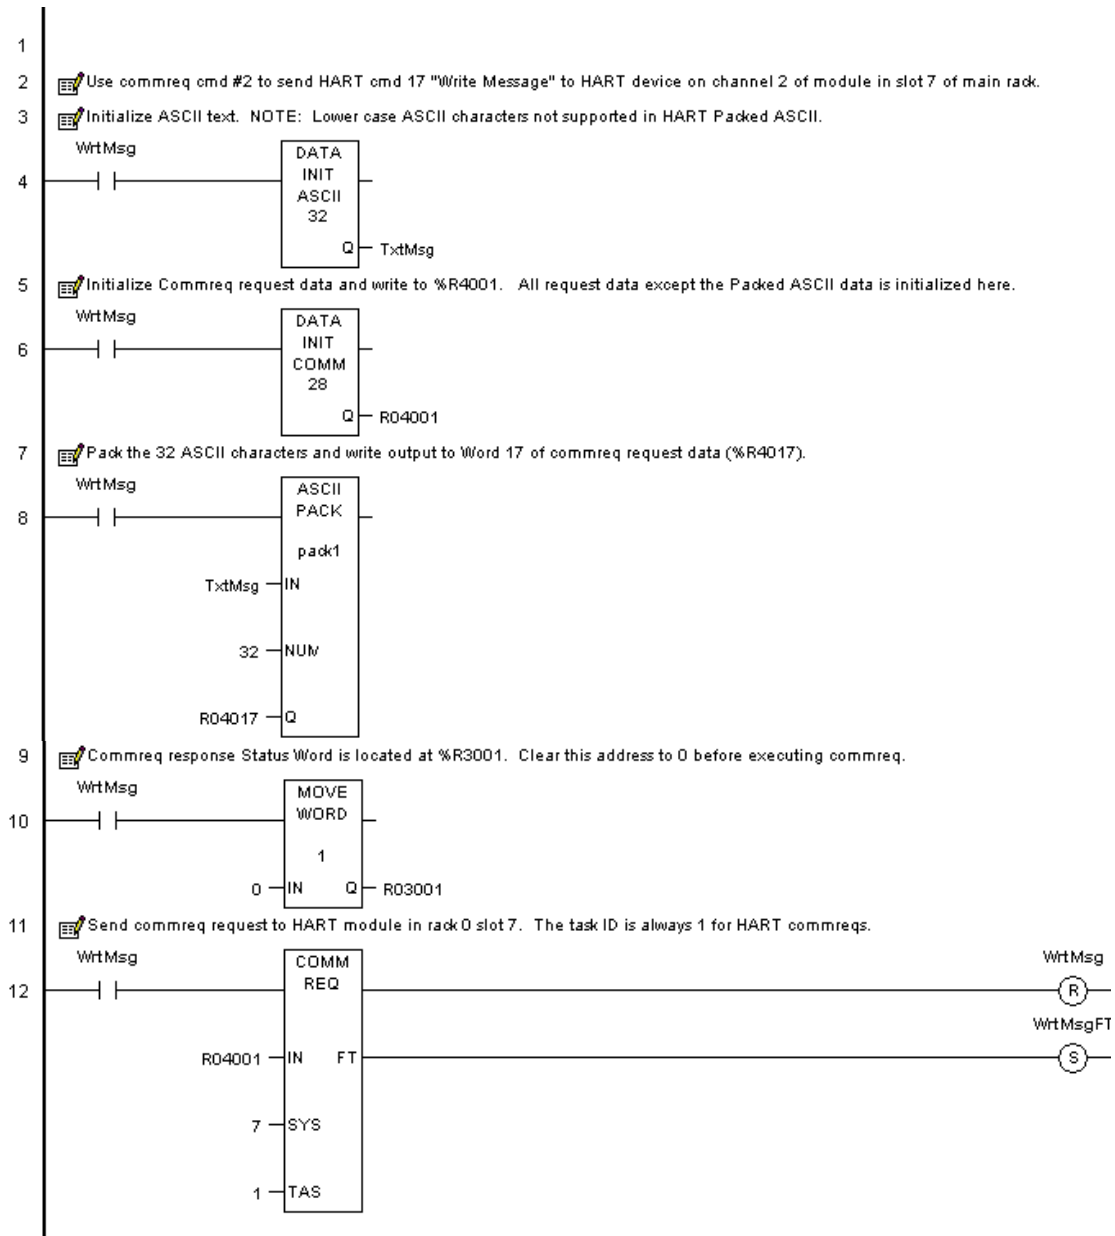 1
2 Use commreq cmd #2 to send HART cmd 17 "Write Message" to HART device on channel 2 of module in slot 7 of main rack.
3 Initialize ASCII text. NOTE: Lower case ASCII characters not supported in HART Packed ASCII.
WrtMsg
DATA
4 INIT
ASCII
32
Q TxtMsg
5 Initialize Commreq request data and write to %R4001. All request data except the Packed ASCII data is initialized here.
WrtMsg
DATA
6 INIT
COMM
28
Q R04001
7 Pack the 32 ASCII characters and write output to Word 17 of commreq request data (%R4017).
WrtMsg
ASCII
8 PACK
pack1
TxtMsg IN
32 NUM
R04017 Q
9 Commreq response Status Word is located at %R3001. Clear this address to 0 before executing commreq.
WrtMsg
MOVE
10 WORD
1
0 IN Q R03001
11 Send commreq request to HART module in rack 0 slot 7. The task ID is always 1 for HART commreqs.
WrtMsg COMM WrtMsg
12 REQ R
WrtMsgFT
R04001 IN FT S
7 SYS
1 TAS